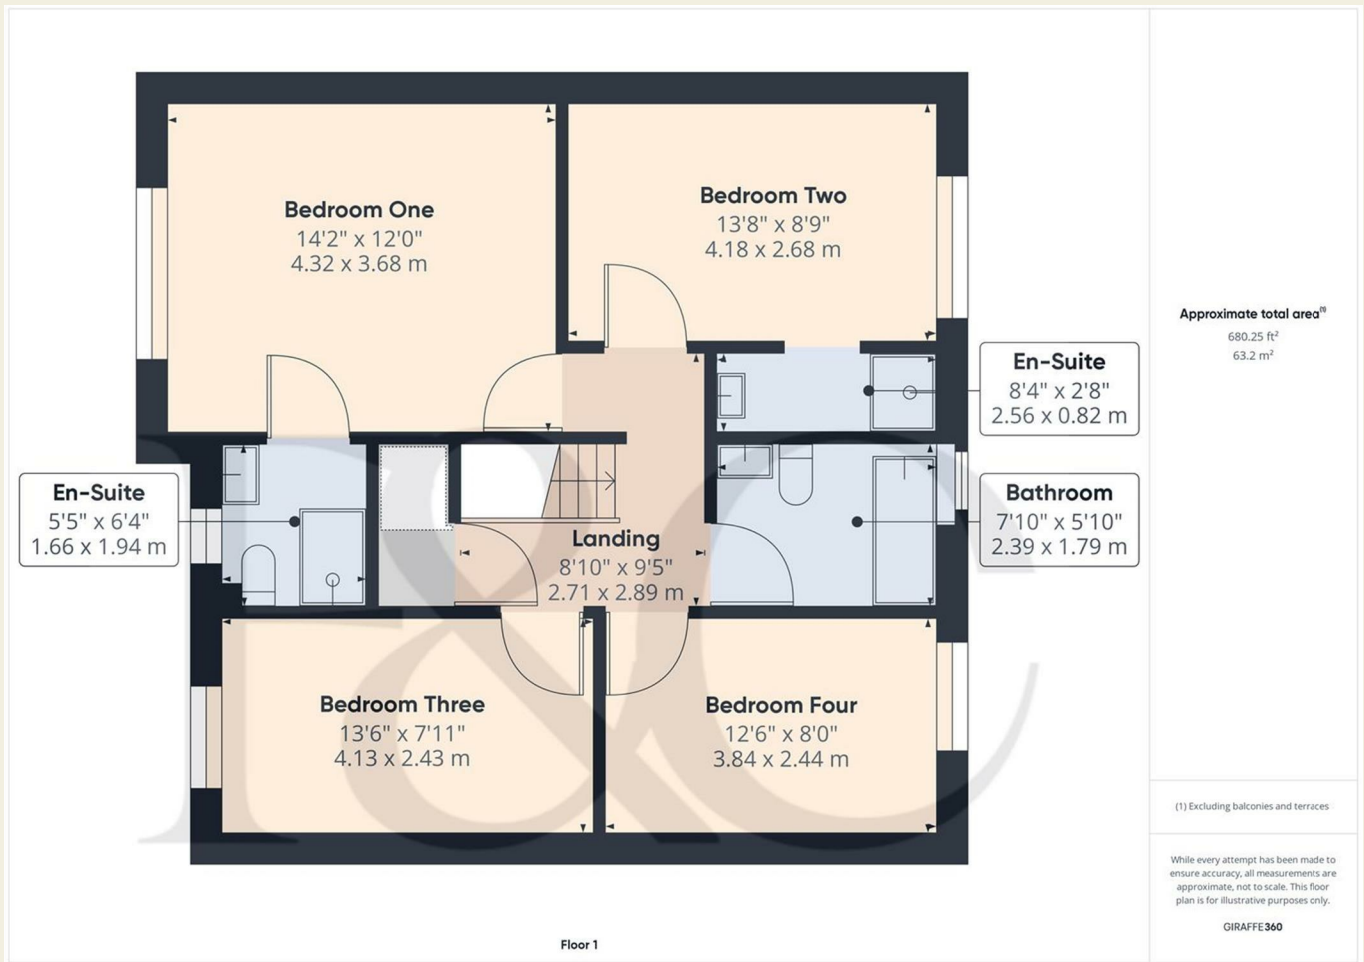 Bedroom One
14'2" x 12'0"
4.32 x 3.68 m
Bedroom Two
13'8" x 8'9"
4.18 x 2.68 m
En-Suite
8'4" x 2'8"
2.56 x 0.82 m
En-Suite
5'5" x 6'4"
1.66 x 1.94 m
Bathroom
7'10" x 5'10"
2.39 x 1.79 m
Landing
8'10" x 9'5"
2.71 x 2.89 m
Bedroom Three
13'6" x 7'11"
4.13 x 2.43 m
Bedroom Four
12'6" x 8'0"
3.84 x 2.44 m
F&C
Floor 1
Approximate total area(1)
680.25 ft²
63.2 m²
(1) Excluding balconies and terraces
While every attempt has been made to
ensure accuracy, all measurements are
approximate, not to scale. This floor
plan is for illustrative purposes only.
GIRAFFE360